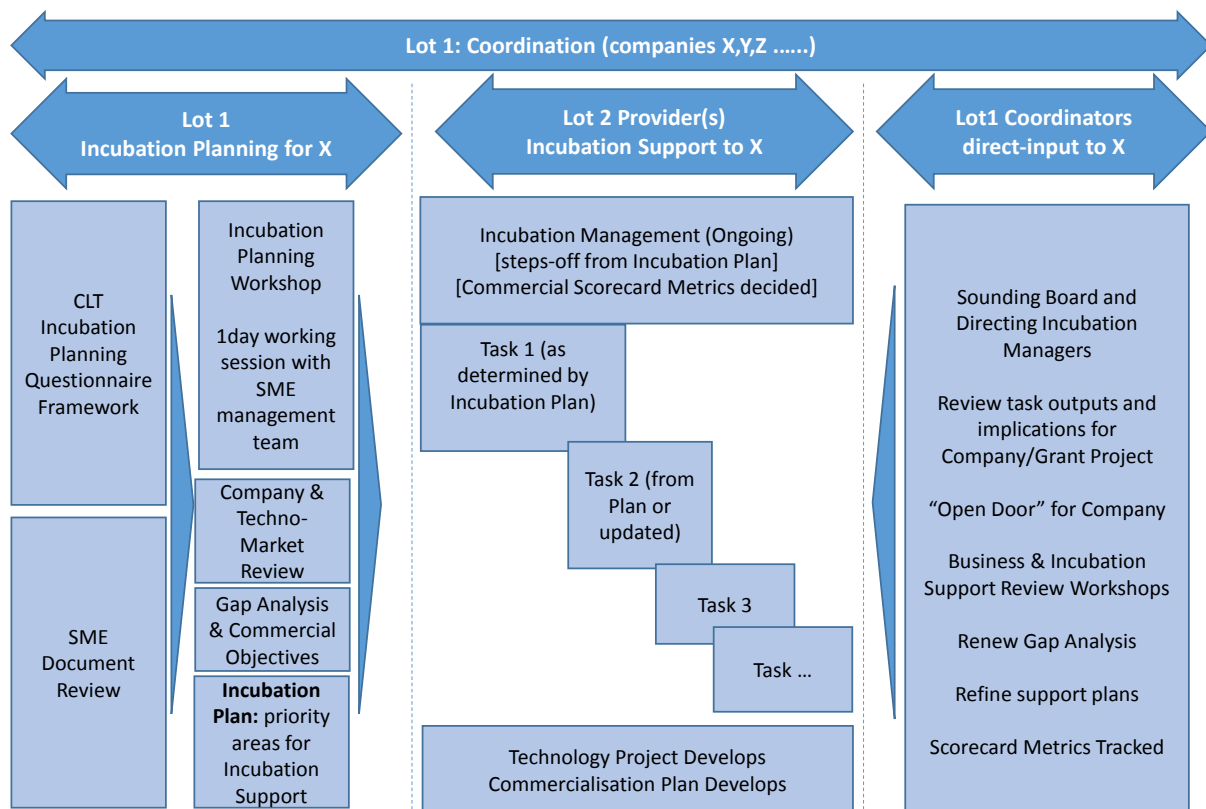 Lot 1: Coordination (companies X,Y,Z ......)
Lot 1
Incubation Planning for X
Lot 2 Provider(s)
Incubation Support to X
Lot1 Coordinators
direct-input to X
CLT
Incubation
Planning
Questionnaire
Framework
SME
Document
Review
Incubation
Planning
Workshop
1day working
session with
SME
management
team
Company &
Techno-
Market
Review
Gap Analysis
& Commercial
Objectives
Incubation
Plan: priority
areas for
Incubation
Support
Incubation Management (Ongoing)
[steps-off from Incubation Plan]
[Commercial Scorecard Metrics decided]
Task 1 (as
determined by
Incubation Plan)
Task 2 (from
Plan or
updated)
Task 3
Task ...
Technology Project Develops
Commercialisation Plan Develops
Sounding Board and
Directing Incubation
Managers
Review task outputs and
implications for
Company/Grant Project
“Open Door” for Company
Business & Incubation
Support Review Workshops
Renew Gap Analysis
Refine support plans
Scorecard Metrics Tracked